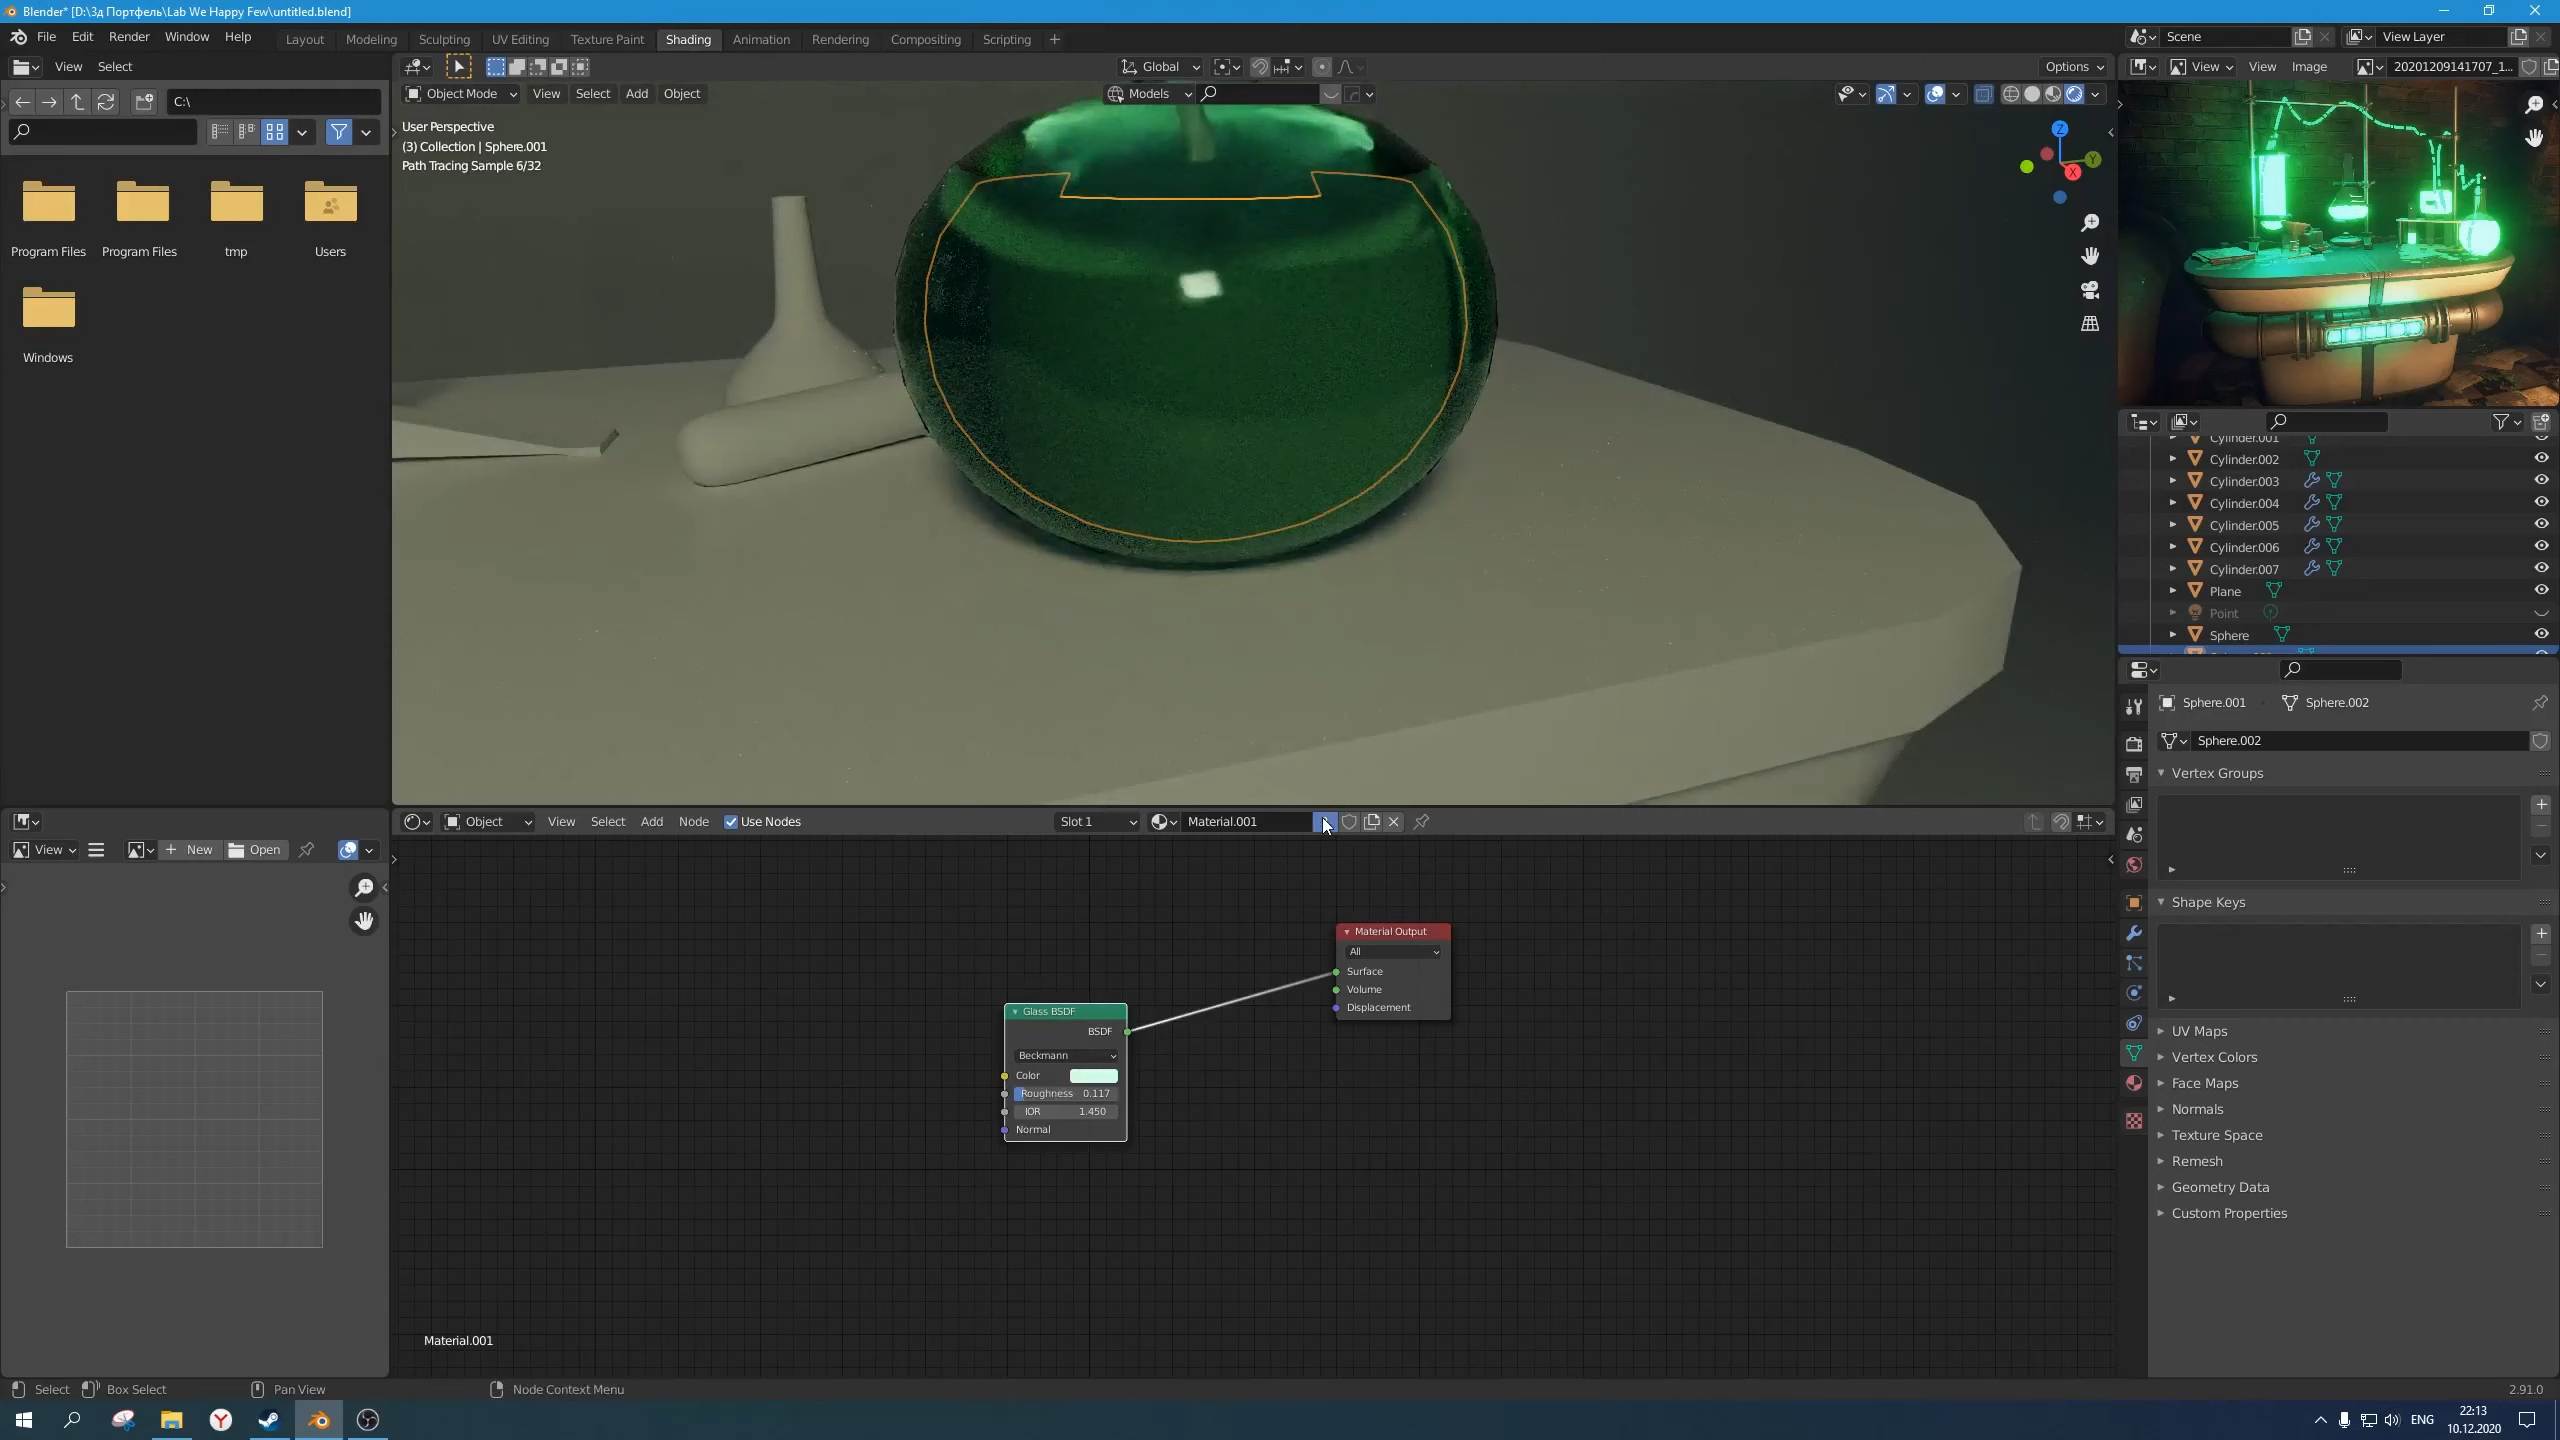 Blender* [D:\3д Портфель\Lab We Happy Few\untitled.blend]
File Edit Render Window Help Layout Modeling Sculpting UV Editing Texture Paint Shading Animation Rendering Compositing Scripting Scene View Layer
View Select Global Options View View Image 20201209141707_1...
C:\ Object Mode View Select Add Object Models
User Perspective
(3) Collection | Sphere.001
Path Tracing Sample 6/32
Z
Y
X
Program Files Program Files tmp Users
Windows
Cylinder.001
Cylinder.002
Cylinder.003
Cylinder.004
Cylinder.005
Cylinder.006
Cylinder.007
Plane
Point
Sphere
Sphere.001 Sphere.002
Sphere.002
Vertex Groups
Shape Keys
UV Maps
Vertex Colors
Face Maps
Normals
Texture Space
Remesh
Geometry Data
Custom Properties
Object View Select Add Node Use Nodes Slot 1 Material.001
View New Open
Material Output
All
Surface
Volume
Displacement
Glass BSDF
BSDF
Beckmann
Color
Roughness 0.117
IOR 1.450
Normal
Material.001
Select Box Select Pan View Node Context Menu 2.91.0
ENG 22:13
10.12.2020